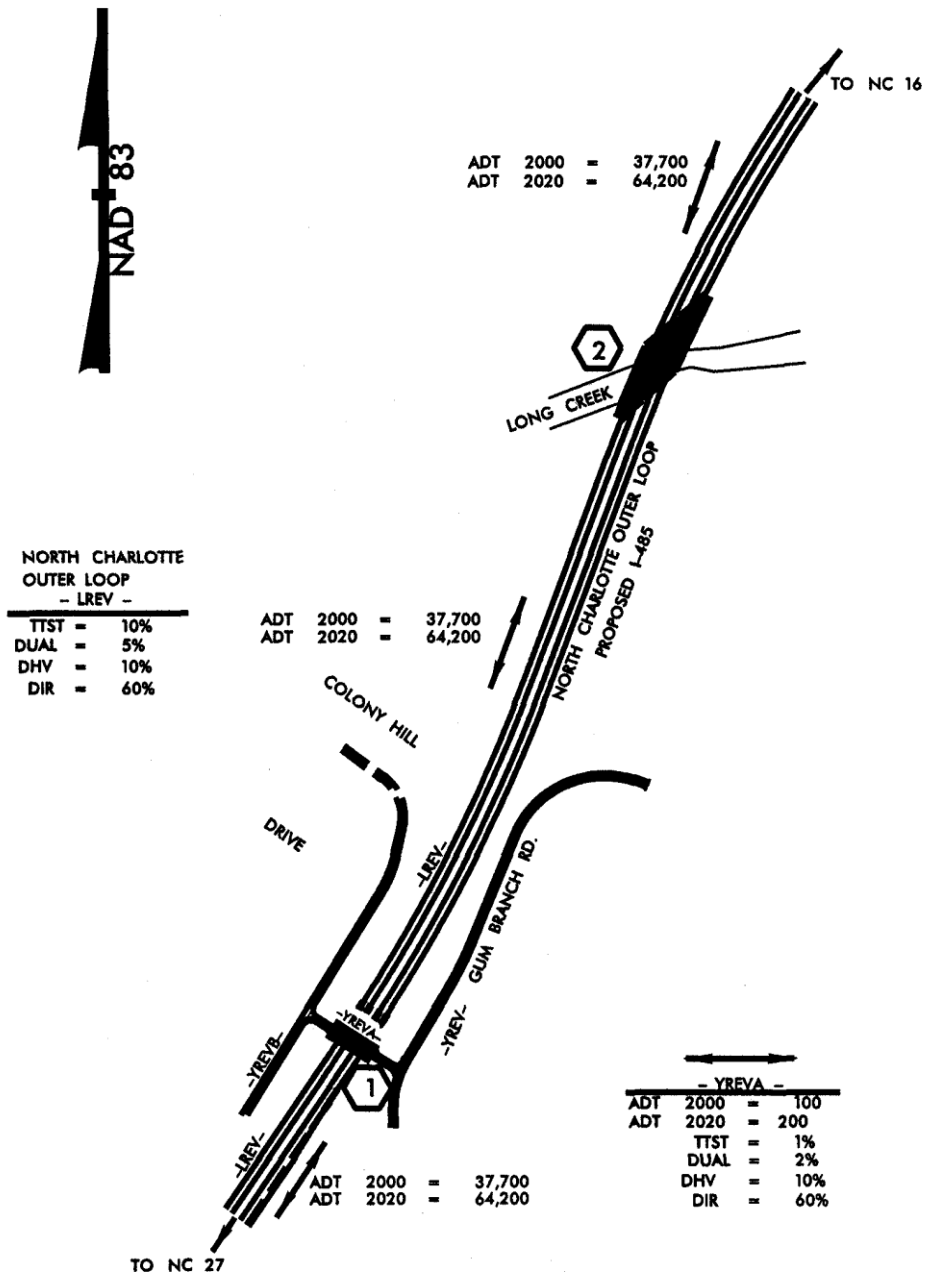 TO NC 16
NAD 83
ADT 2000 = 37,700
ADT 2020 = 64,200
2
LONG CREEK
NORTH CHARLOTTE OUTER LOOP
PROPOSED I-485
NORTH CHARLOTTE
OUTER LOOP
- LREV -
TTST = 10%
DUAL = 5%
DHV = 10%
DIR = 60%
ADT 2000 = 37,700
ADT 2020 = 64,200
COLONY HILL
DRIVE
-LREV-
-YREV- GUM BRANCH RD.
-YREVA-
-YREVB-
1
-LREV-
ADT 2000 = 37,700
ADT 2020 = 64,200
TO NC 27
- YREVA -
ADT 2000 = 100
ADT 2020 = 200
TTST = 1%
DUAL = 2%
DHV = 10%
DIR = 60%